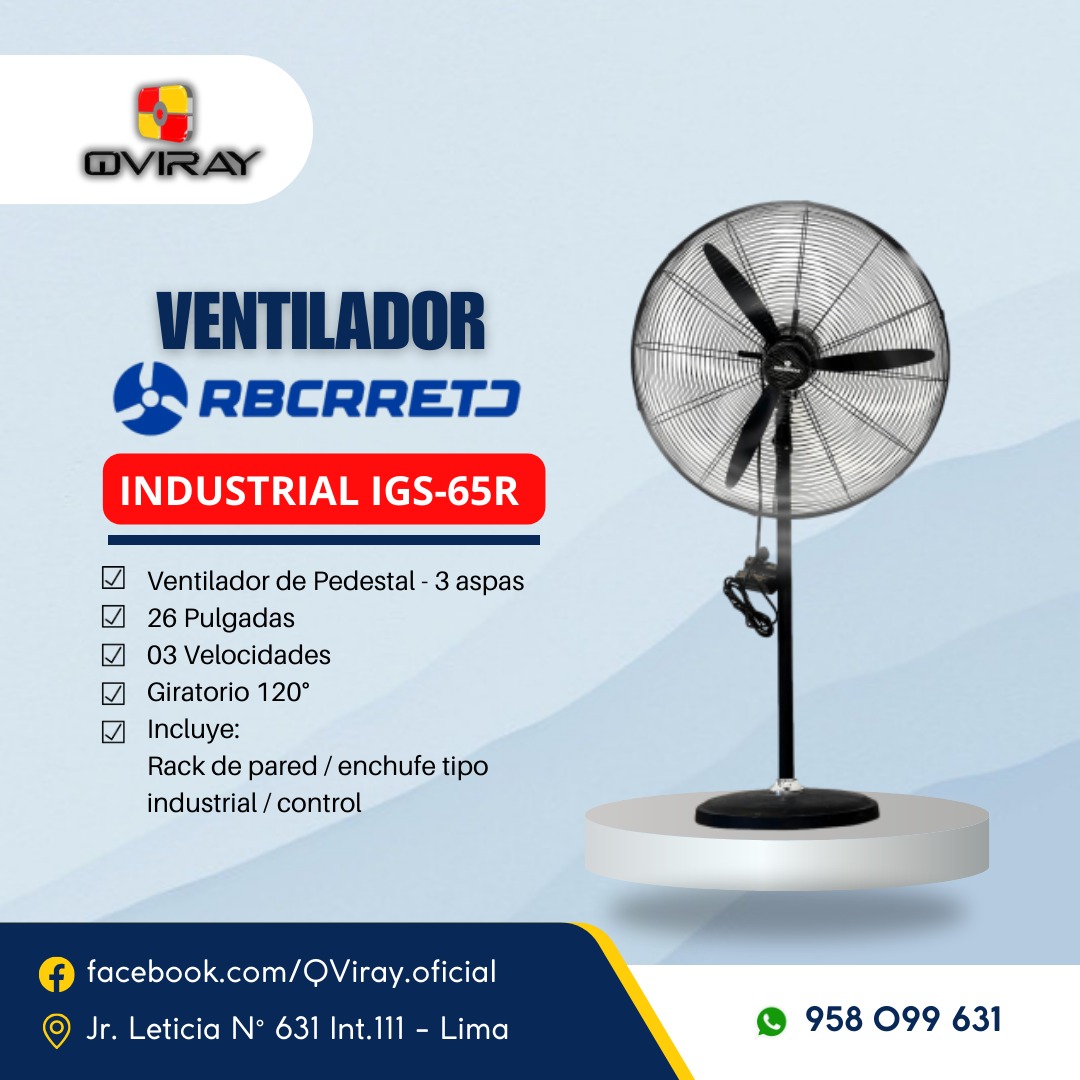 QVIRAY
VENTILADOR
RBCRRETO
INDUSTRIAL IGS-65R
Ventilador de Pedestal - 3 aspas
26 Pulgadas
03 Velocidades
Giratorio 120°
Incluye:
Rack de pared / enchufe tipo
industrial / control
facebook.com/QViray.oficial
Jr. Leticia N° 631 Int.111 - Lima
958 099 631